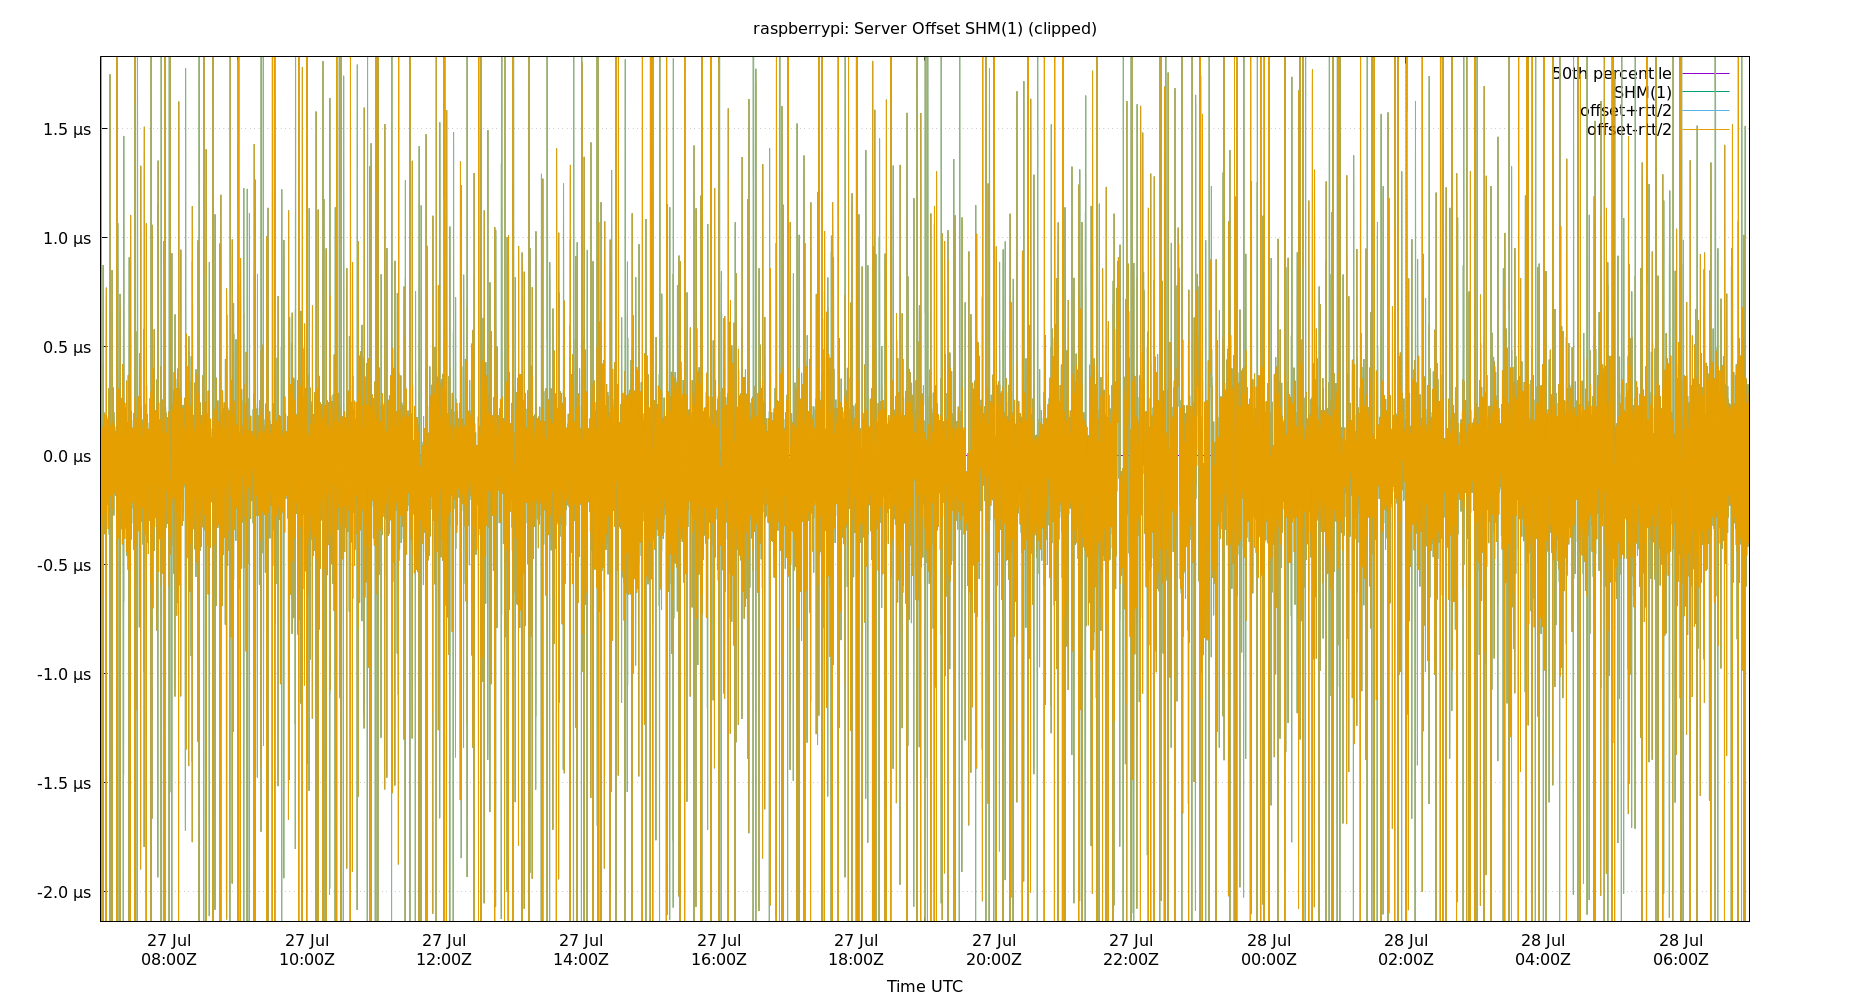 raspberrypi: Server Offset SHM(1) (clipped)
50th percentile
SHM(1)
offset+rtt/2
offset-rtt/2
1.5 μs
1.0 μs
0.5 μs
0.0 μs
-0.5 μs
-1.0 μs
-1.5 μs
-2.0 μs
27 Jul 27 Jul 27 Jul 27 Jul 27 Jul 27 Jul 27 Jul 27 Jul 28 Jul 28 Jul 28 Jul 28 Jul
08:00Z 10:00Z 12:00Z 14:00Z 16:00Z 18:00Z 20:00Z 22:00Z 00:00Z 02:00Z 04:00Z 06:00Z
Time UTC